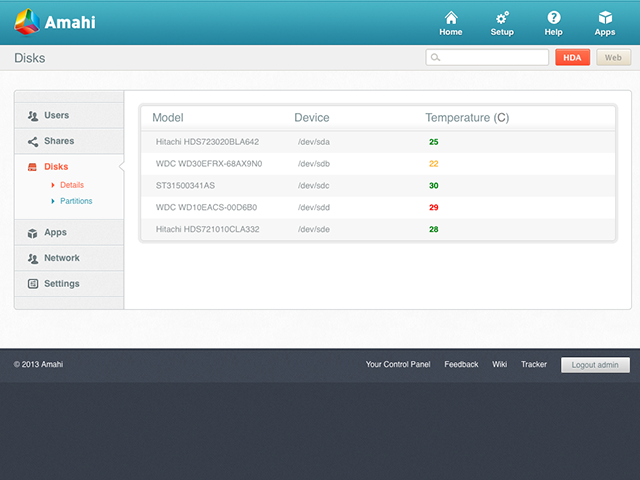 Amahi
Home Setup Help Apps
Disks
HDA Web
Users
Shares
Disks
Details
Partitions
Apps
Network
Settings
Model Device Temperature (C)
Hitachi HDS723020BLA642 /dev/sda 25
WDC WD30EFRX-68AX9N0 /dev/sdb 22
ST31500341AS /dev/sdc 30
WDC WD10EACS-00D6B0 /dev/sdd 29
Hitachi HDS721010CLA332 /dev/sde 28
© 2013 Amahi
Your Control Panel Feedback Wiki Tracker Logout admin